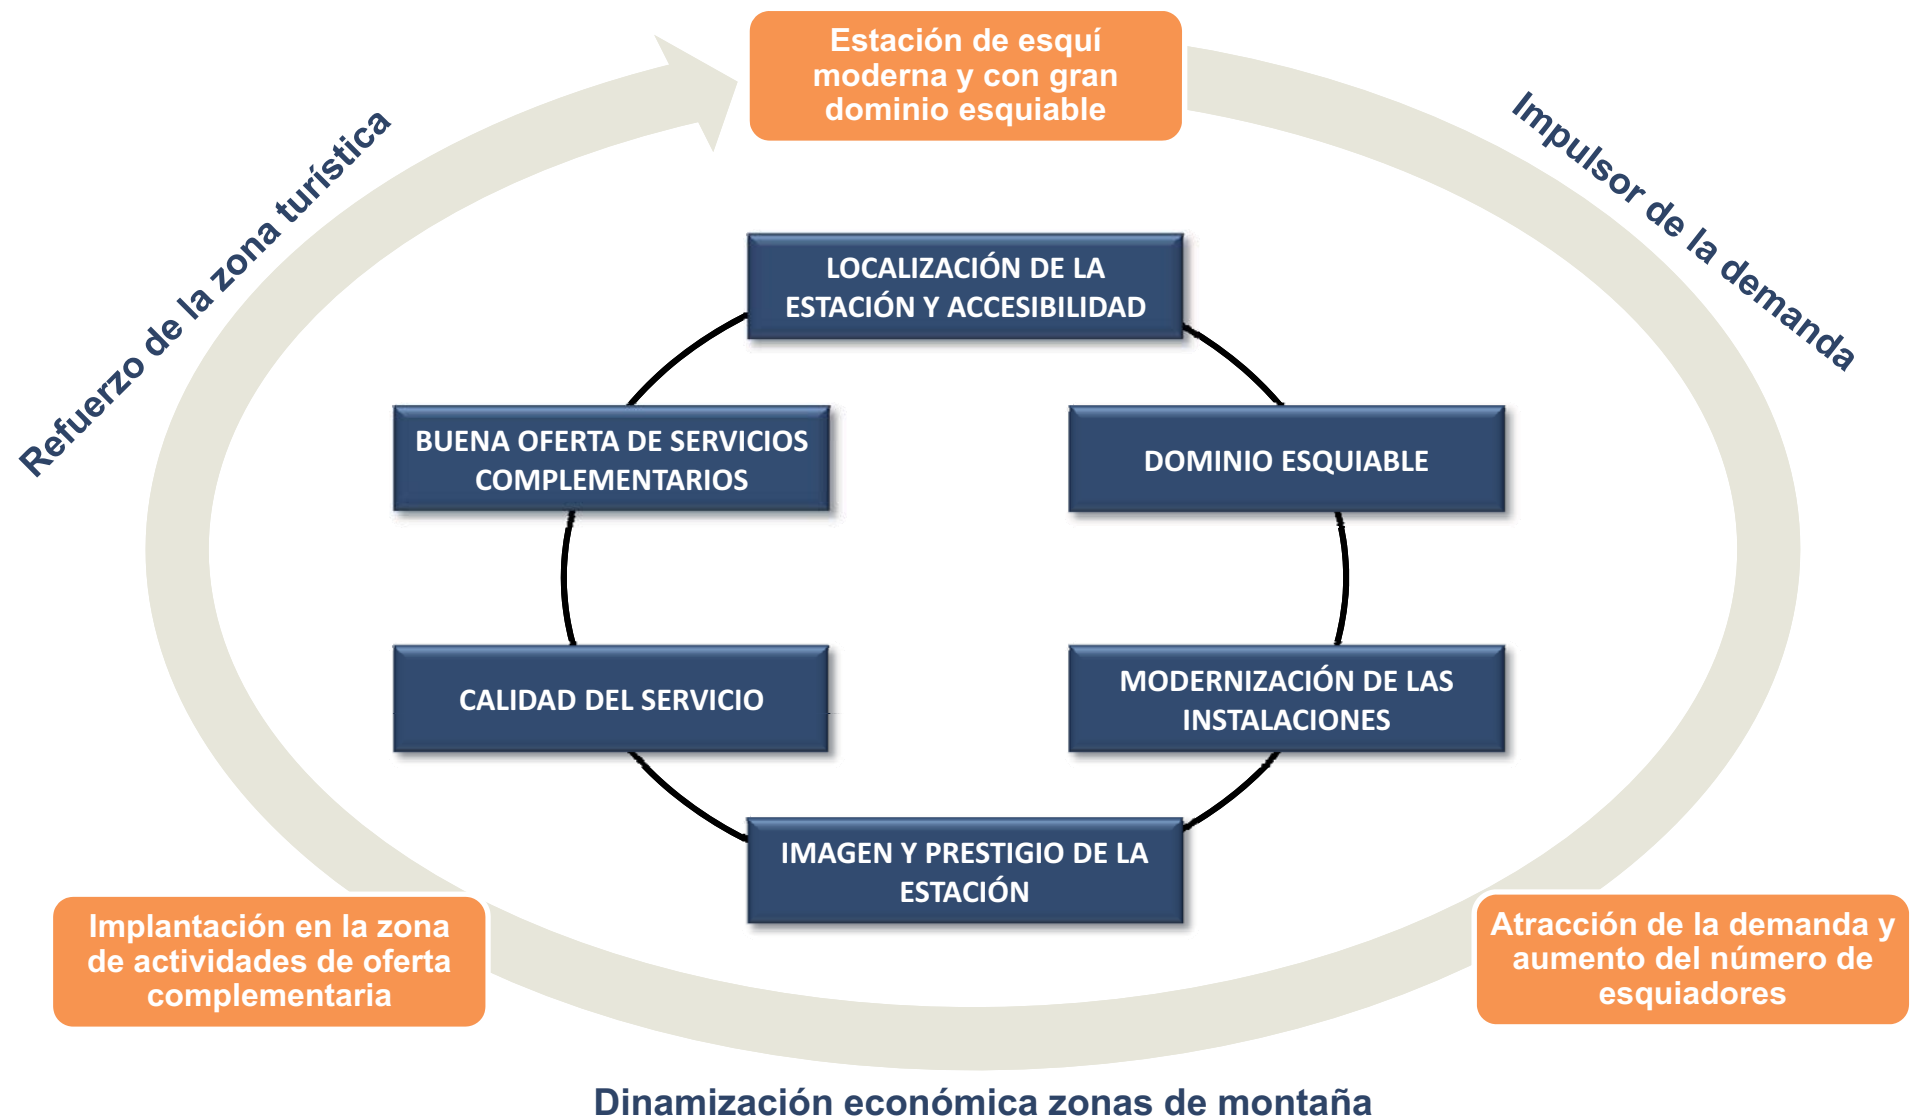 Estación de esquí
moderna y con gran
dominio esquiable
Impulsor de la demanda
Refuerzo de la zona turística
LOCALIZACIÓN DE LA
ESTACIÓN Y ACCESIBILIDAD
BUENA OFERTA DE SERVICIOS
COMPLEMENTARIOS
DOMINIO ESQUIABLE
CALIDAD DEL SERVICIO
MODERNIZACIÓN DE LAS
INSTALACIONES
IMAGEN Y PRESTIGIO DE LA
ESTACIÓN
Implantación en la zona
de actividades de oferta
complementaria
Atracción de la demanda y
aumento del número de
esquiadores
Dinamización económica zonas de montaña